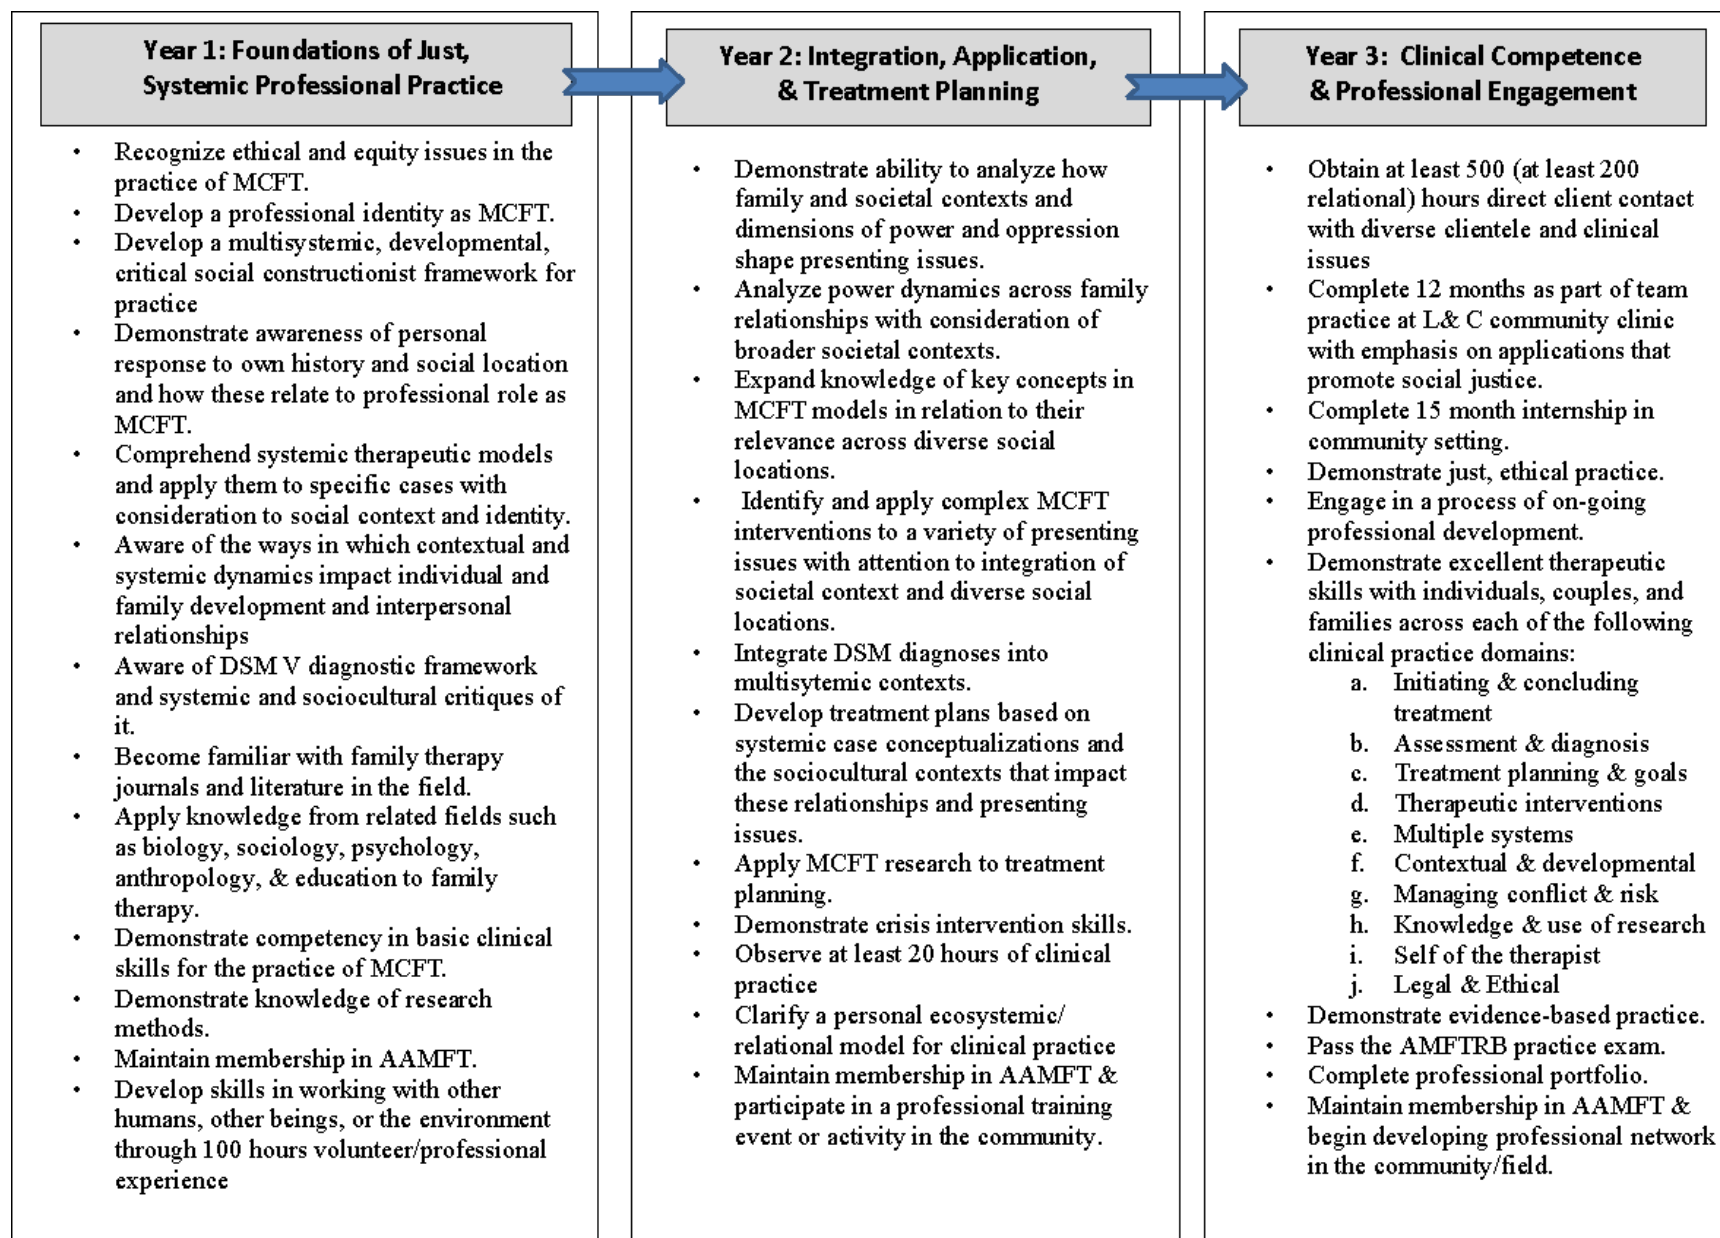 Year 1: Foundations of Just,
Systemic Professional Practice
• Recognize ethical and equity issues in the
practice of MCFT.
• Develop a professional identity as MCFT.
• Develop a multisystemic, developmental,
critical social constructionist framework for
practice
• Demonstrate awareness of personal
response to own history and social location
and how these relate to professional role as
MCFT.
• Comprehend systemic therapeutic models
and apply them to specific cases with
consideration to social context and identity.
• Aware of the ways in which contextual and
systemic dynamics impact individual and
family development and interpersonal
relationships
• Aware of DSM V diagnostic framework
and systemic and sociocultural critiques of
it.
• Become familiar with family therapy
journals and literature in the field.
• Apply knowledge from related fields such
as biology, sociology, psychology,
anthropology, & education to family
therapy.
• Demonstrate competency in basic clinical
skills for the practice of MCFT.
• Demonstrate knowledge of research
methods.
• Maintain membership in AAMFT.
• Develop skills in working with other
humans, other beings, or the environment
through 100 hours volunteer/professional
experience
Year 2: Integration, Application,
& Treatment Planning
• Demonstrate ability to analyze how
family and societal contexts and
dimensions of power and oppression
shape presenting issues.
• Analyze power dynamics across family
relationships with consideration of
broader societal contexts.
• Expand knowledge of key concepts in
MCFT models in relation to their
relevance across diverse social
locations.
• Identify and apply complex MCFT
interventions to a variety of presenting
issues with attention to integration of
societal context and diverse social
locations.
• Integrate DSM diagnoses into
multisytemic contexts.
• Develop treatment plans based on
systemic case conceptualizations and
the sociocultural contexts that impact
these relationships and presenting
issues.
• Apply MCFT research to treatment
planning.
• Demonstrate crisis intervention skills.
• Observe at least 20 hours of clinical
practice
• Clarify a personal ecosystemic/
relational model for clinical practice
• Maintain membership in AAMFT &
participate in a professional training
event or activity in the community.
Year 3: Clinical Competence
& Professional Engagement
• Obtain at least 500 (at least 200
relational) hours direct client contact
with diverse clientele and clinical
issues
• Complete 12 months as part of team
practice at L& C community clinic
with emphasis on applications that
promote social justice.
• Complete 15 month internship in
community setting.
• Demonstrate just, ethical practice.
• Engage in a process of on-going
professional development.
• Demonstrate excellent therapeutic
skills with individuals, couples, and
families across each of the following
clinical practice domains:
a. Initiating & concluding
treatment
b. Assessment & diagnosis
c. Treatment planning & goals
d. Therapeutic interventions
e. Multiple systems
f. Contextual & developmental
g. Managing conflict & risk
h. Knowledge & use of research
i. Self of the therapist
j. Legal & Ethical
• Demonstrate evidence-based practice.
• Pass the AMFTRB practice exam.
• Complete professional portfolio.
• Maintain membership in AAMFT &
begin developing professional network
in the community/field.